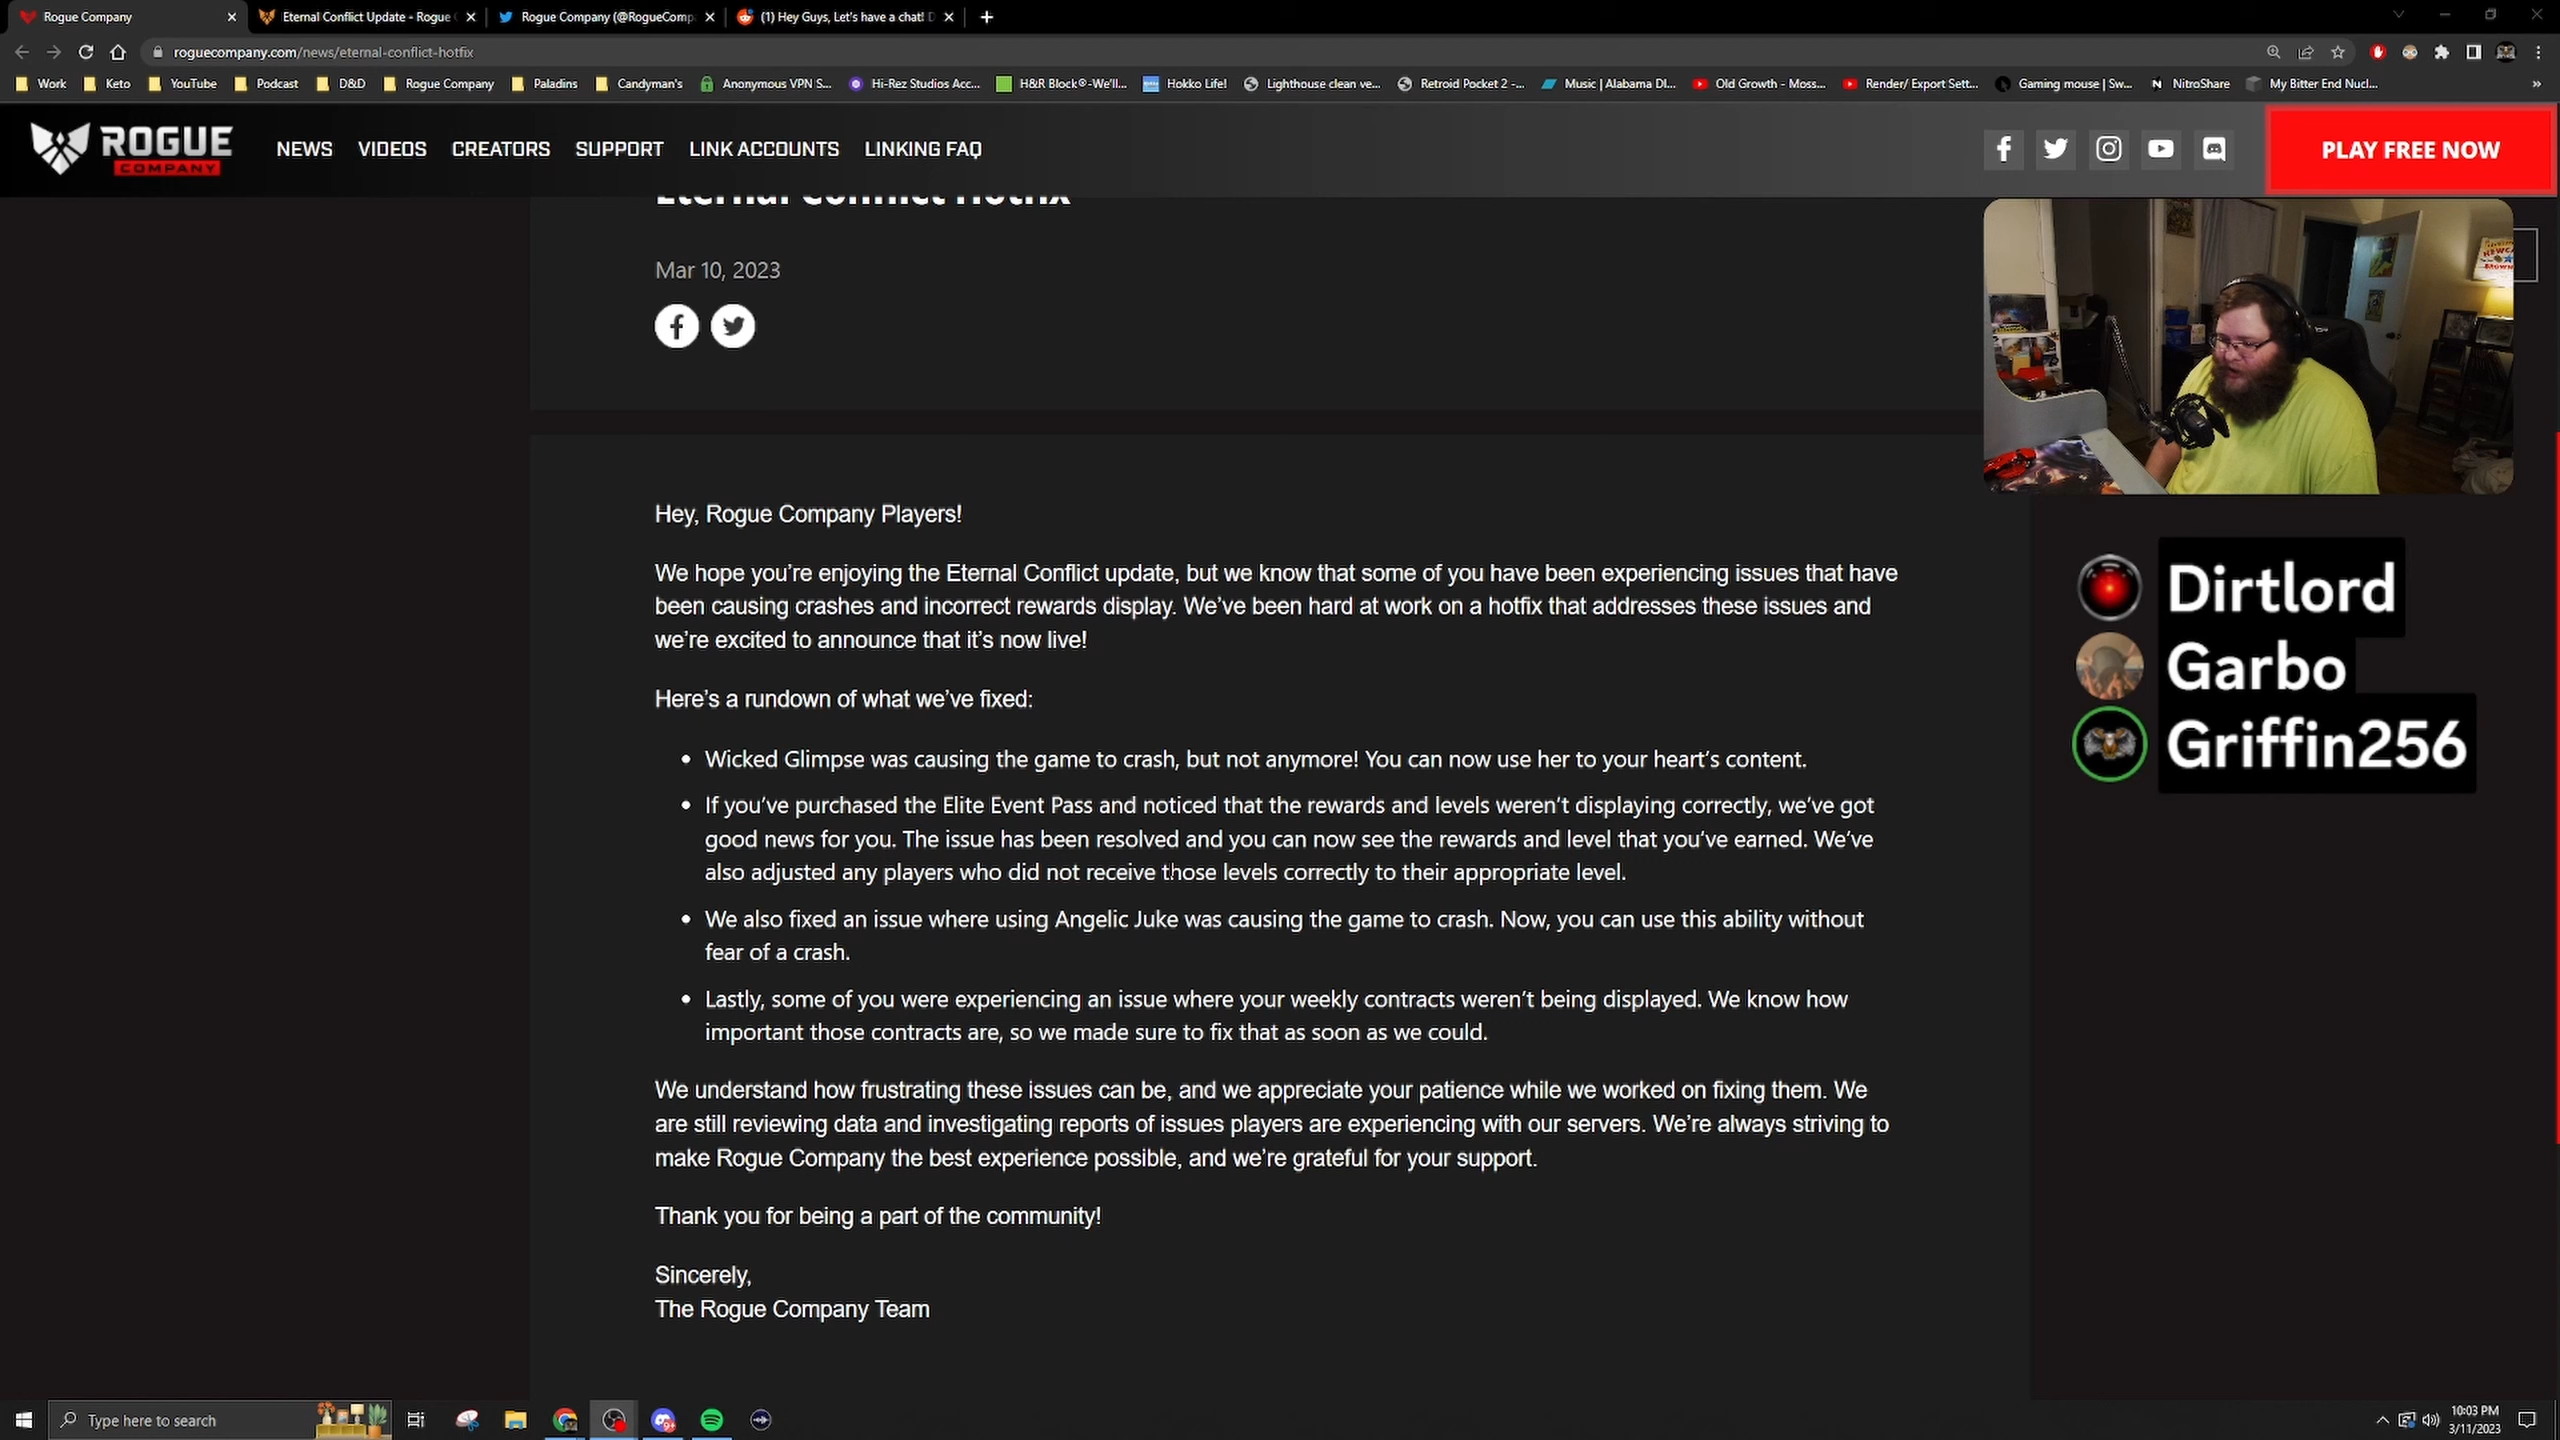 Rogue Company
Eternal Conflict Update - Rogue
Rogue Company (@RogueComp
(1) Hey Guys, Let's have a chat!
roguecompany.com/news/eternal-conflict-hotfix
Work Keto YouTube Podcast D&D Rogue Company Paladins Candyman's Anonymous VPN S... Hi-Rez Studios Acc... H&R Block®-We'll... Hokko Life! Lighthouse clean ve... Retroid Pocket 2 -... Music | Alabama DI... Old Growth - Moss... Render/ Export Sett... Gaming mouse | Sw... NitroShare My Bitter End Nucl...
ROGUE
COMPANY
NEWS VIDEOS CREATORS SUPPORT LINK ACCOUNTS LINKING FAQ
PLAY FREE NOW
Eternal Conflict Hotfix
Mar 10, 2023
Hey, Rogue Company Players!
We hope you're enjoying the Eternal Conflict update, but we know that some of you have been experiencing issues that have
been causing crashes and incorrect rewards display. We've been hard at work on a hotfix that addresses these issues and
we're excited to announce that it's now live!
Here's a rundown of what we've fixed:
• Wicked Glimpse was causing the game to crash, but not anymore! You can now use her to your heart's content.
• If you've purchased the Elite Event Pass and noticed that the rewards and levels weren't displaying correctly, we've got
good news for you. The issue has been resolved and you can now see the rewards and level that you've earned. We've
also adjusted any players who did not receive those levels correctly to their appropriate level.
• We also fixed an issue where using Angelic Juke was causing the game to crash. Now, you can use this ability without
fear of a crash.
• Lastly, some of you were experiencing an issue where your weekly contracts weren't being displayed. We know how
important those contracts are, so we made sure to fix that as soon as we could.
We understand how frustrating these issues can be, and we appreciate your patience while we worked on fixing them. We
are still reviewing data and investigating reports of issues players are experiencing with our servers. We're always striving to
make Rogue Company the best experience possible, and we're grateful for your support.
Thank you for being a part of the community!
Sincerely,
The Rogue Company Team
Dirtlord
Garbo
Griffin256
Type here to search
10:03 PM
3/11/2023